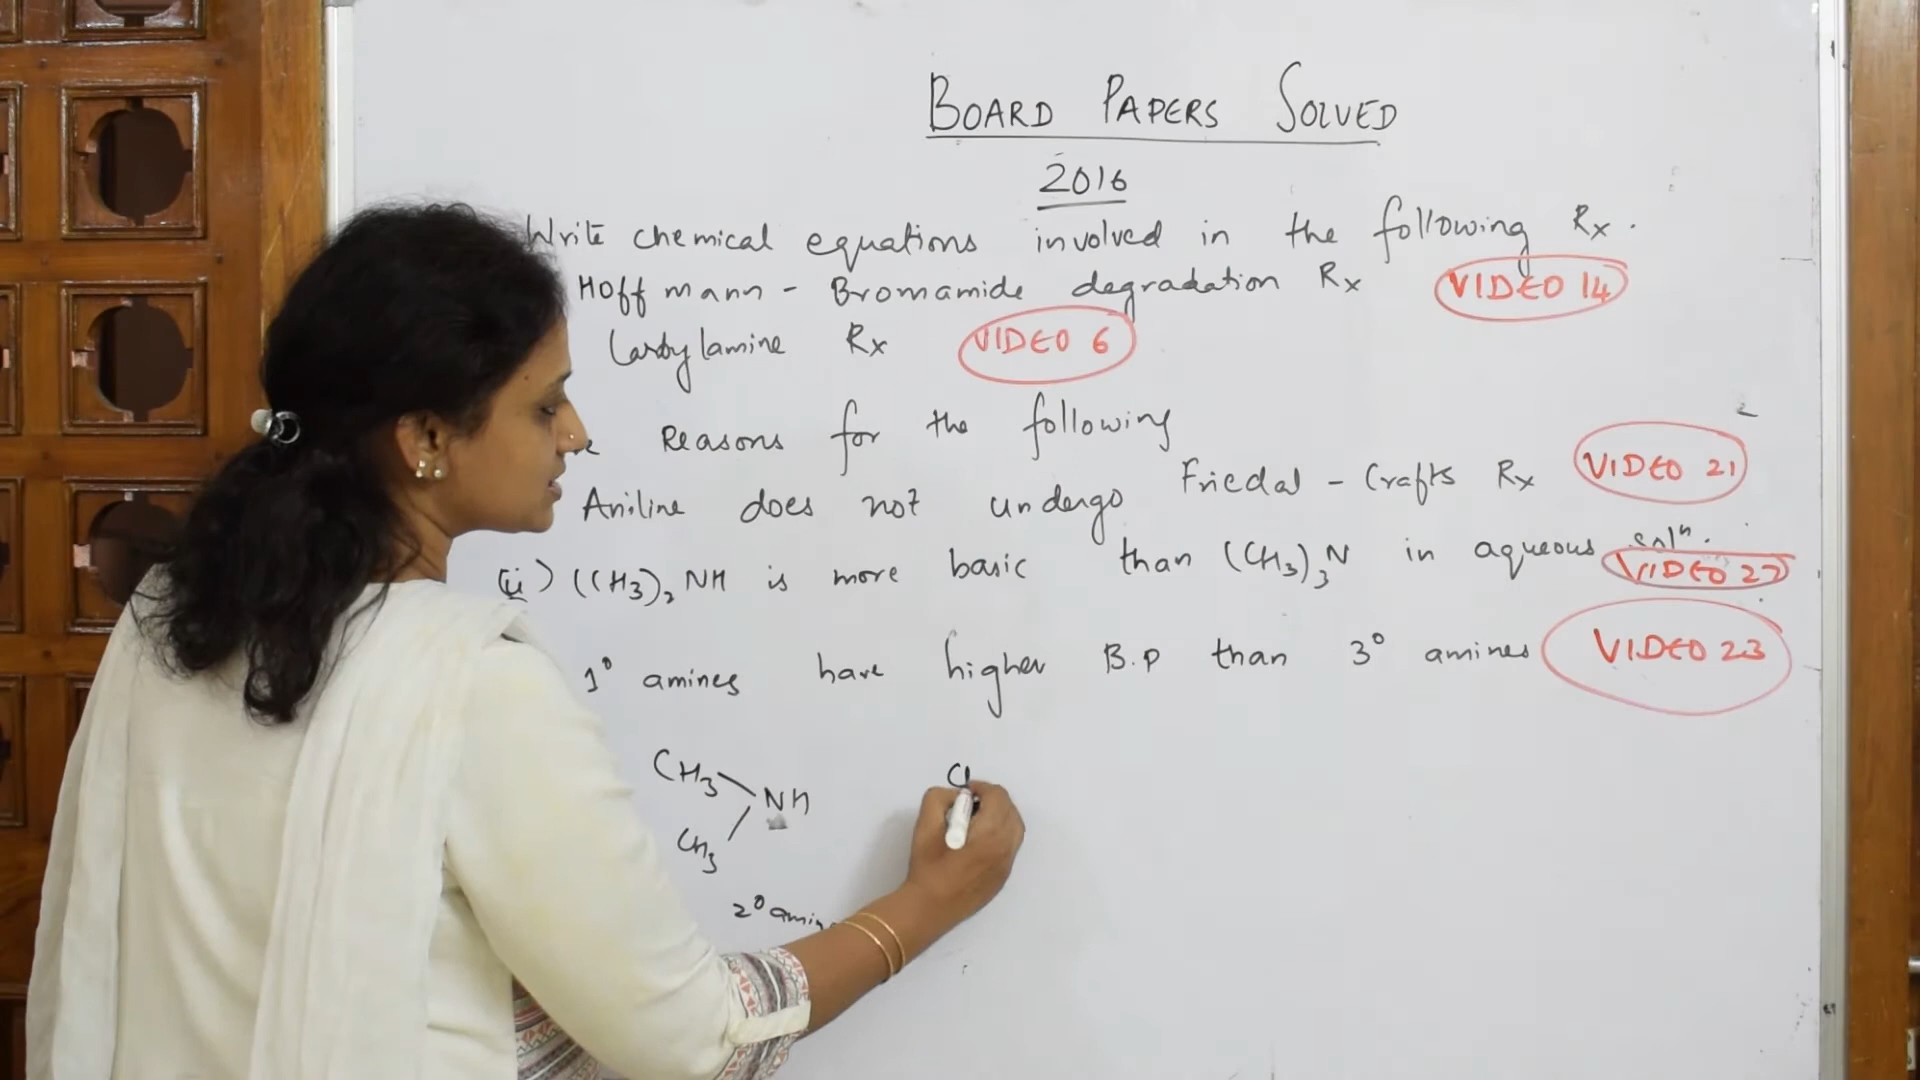 BOARD PAPERS SOLVED
2016
Write chemical equations involved in the following Rx.
Hoffmann - Bromamide degradation Rx VIDEO 14
Carbylamine Rx VIDEO 6
Reasons for the following
Aniline does not undergo Friedal - Crafts Rx VIDEO 21
(ii) (CH3)2 NH is more basic than (CH3)3N in aqueous soln. VIDEO 22
1° amines have higher B.P than 3° amines VIDEO 23
CH3
NH
CH3
2° amine